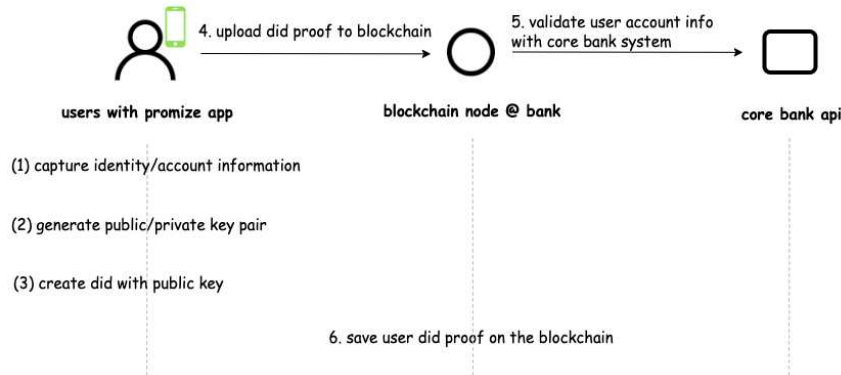 4. upload did proof to blockchain
5. validate user account info
with core bank system
users with promize app
blockchain node @ bank
core bank api
(1) capture identity/account information
(2) generate public/private key pair
(3) create did with public key
6. save user did proof on the blockchain